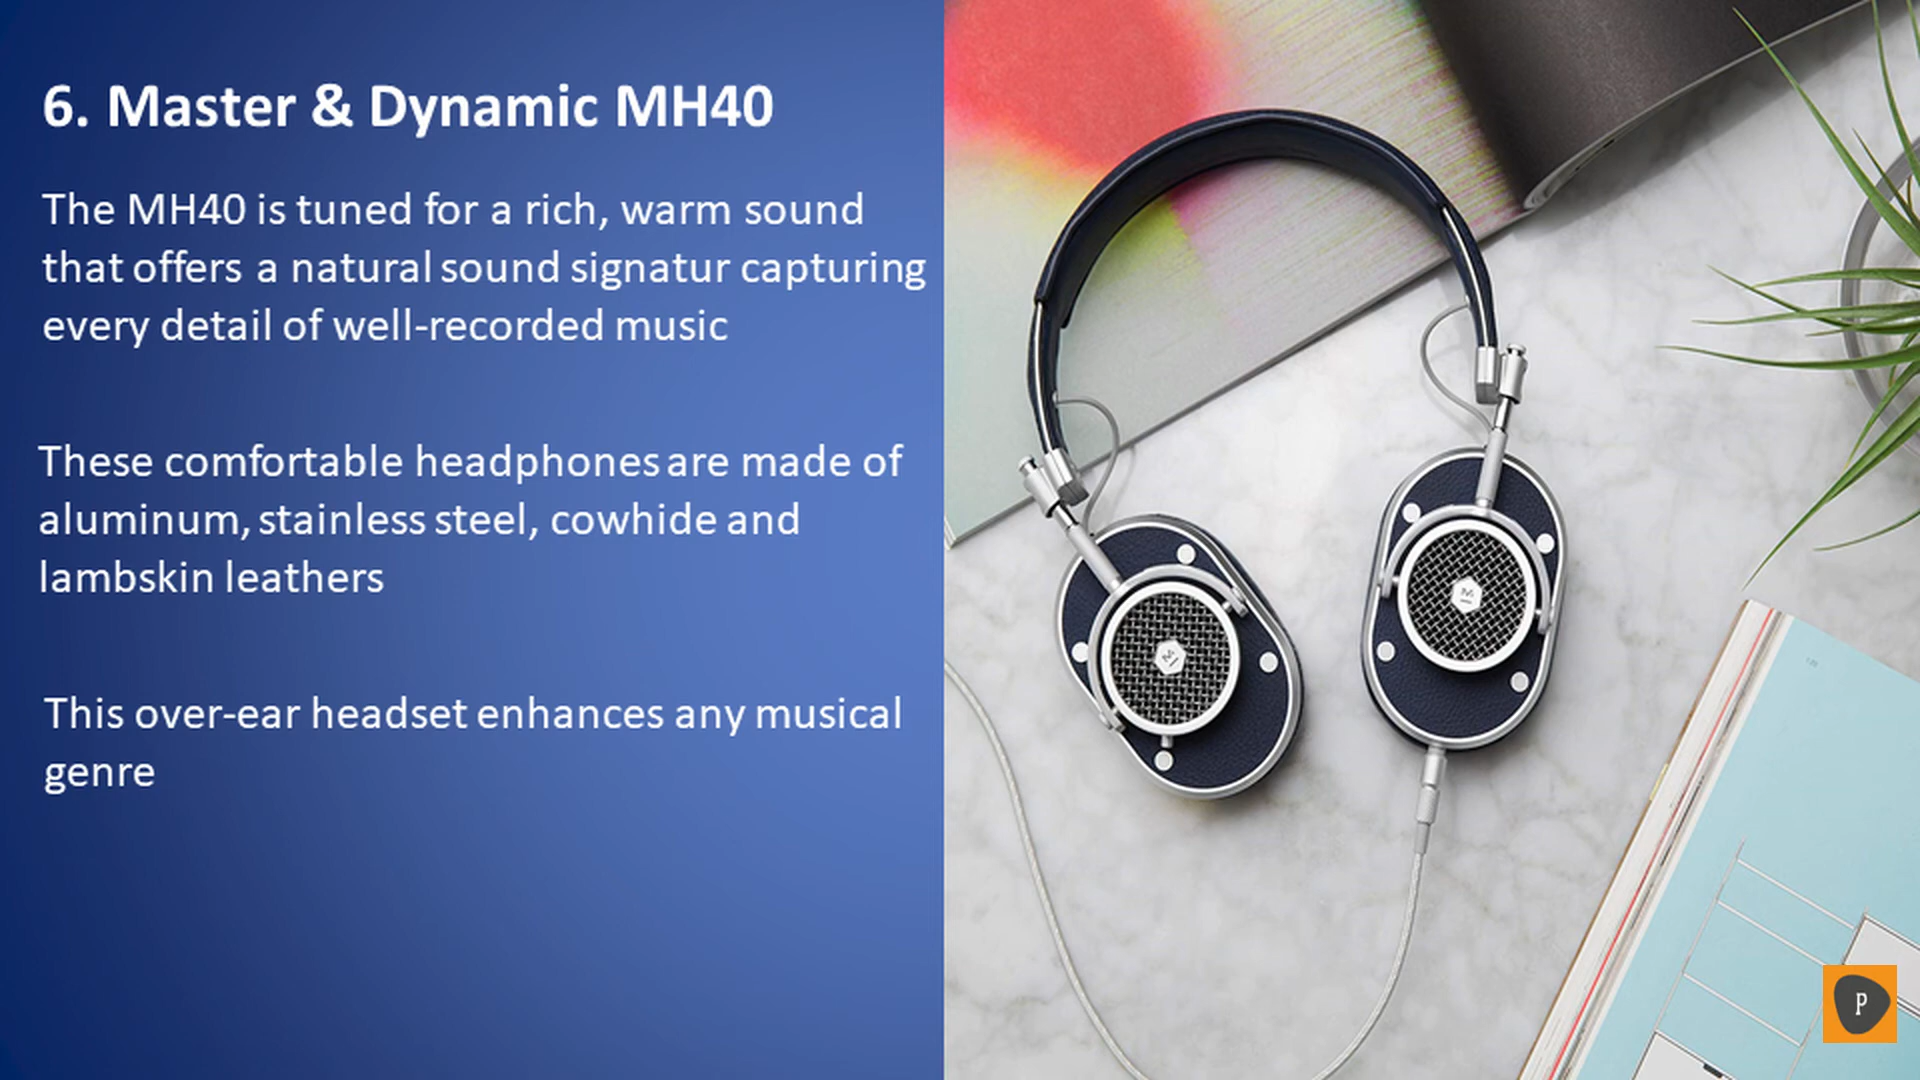 6. Master & Dynamic MH40
The MH40 is tuned for a rich, warm sound
that offers a natural sound signatur capturing
every detail of well-recorded music
These comfortable headphones are made of
aluminum, stainless steel, cowhide and
lambskin leathers
This over-ear headset enhances any musical
genre
M
M
P